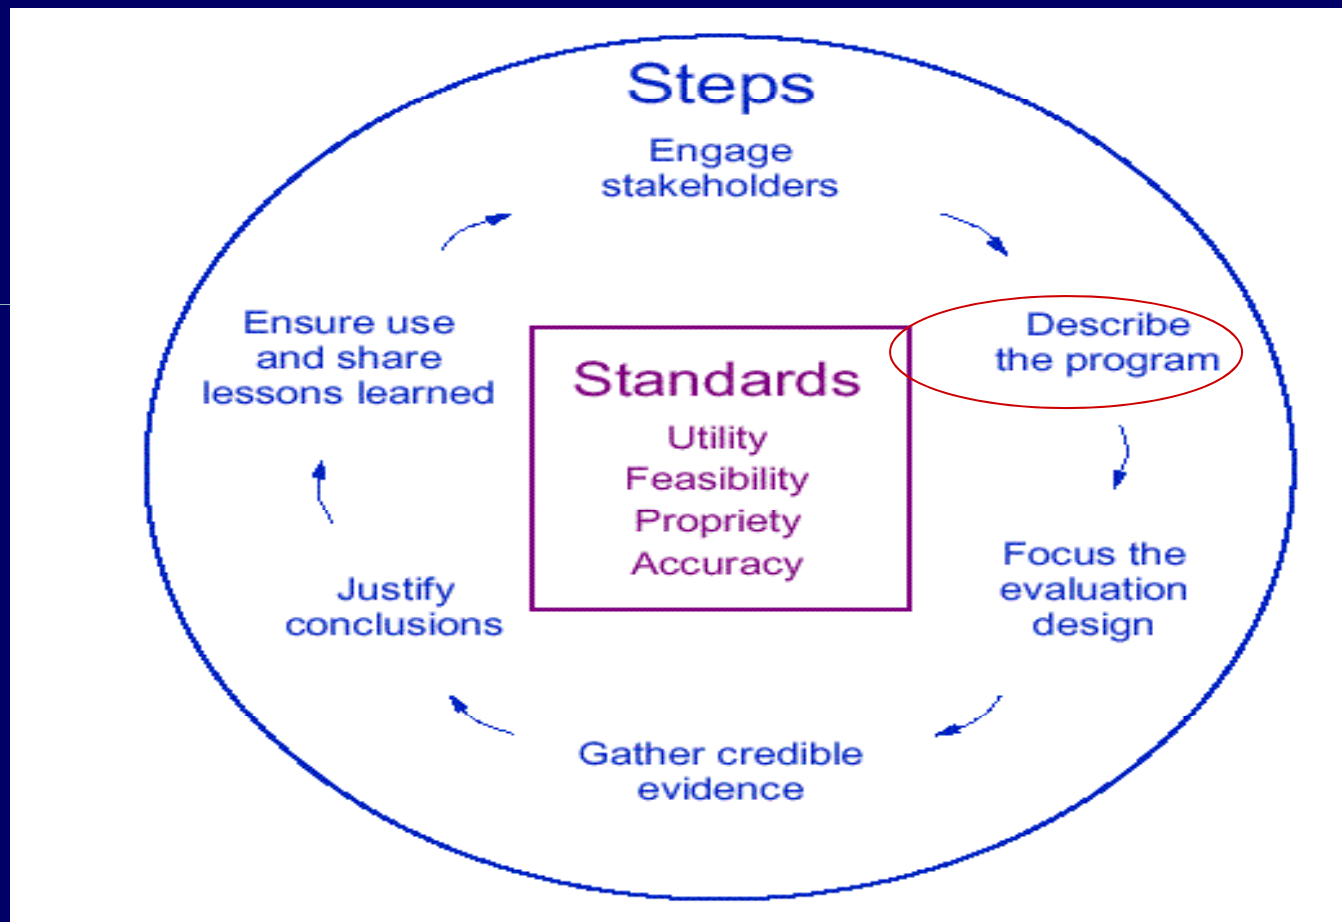 Steps
Engage
stakeholders
Describe
the program
Focus the
evaluation
design
Gather credible
evidence
Justify
conclusions
Ensure use
and share
lessons learned
Standards
Utility
Feasibility
Propriety
Accuracy